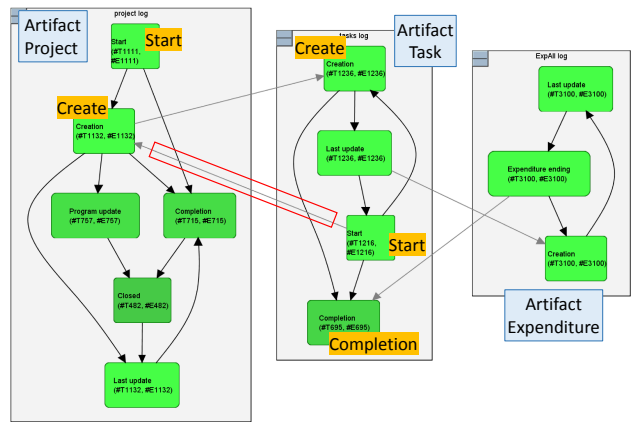 project log
Artifact
Project
Start
(#T1111,
#E1111)
Start
Create
Creation
(#T1132, #E1132)
Program update
(#T757, #E757)
Completion
(#T715, #E715)
Closed
(#T482, #E482)
Last update
(#T1132, #E1132)
tasks log
Artifact
Task
Create
Creation
(#T1236, #E1236)
Last update
(#T1236, #E1236)
Start
(#T1216,
#E1216)
Start
Completion
(#T695, #E695)
Completion
ExpAll log
Last update
(#T3100, #E3100)
Expenditure ending
(#T3100, #E3100)
Creation
(#T3100, #E3100)
Artifact
Expenditure